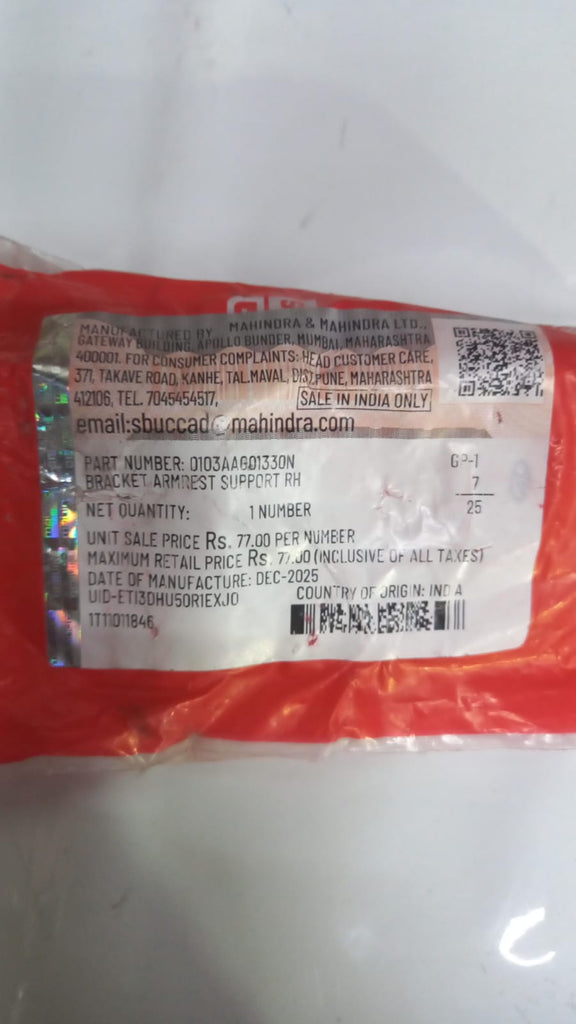 MANUFACTURED BY MAHINDRA & MAHINDRA LTD.,
GATEWAY BUILDING, APOLLO BUNDER, MUMBAI, MAHARASHTRA
400001. FOR CONSUMER COMPLAINTS: HEAD CUSTOMER CARE,
371, TAKAVE ROAD, KANHE, TAL.MAVAL, DIST.PUNE, MAHARASHTRA
412106, TEL. 7045454517, SALE IN INDIA ONLY
email:sbuccad@mahindra.com
PART NUMBER: 0103AAG01330N GP-1
BRACKET ARMREST SUPPORT RH 7
NET QUANTITY: 1 NUMBER 25
UNIT SALE PRICE Rs. 77.00 PER NUMBER
MAXIMUM RETAIL PRICE Rs. 77.00 (INCLUSIVE OF ALL TAXES)
DATE OF MANUFACTURE: DEC-2025
UID-ETI3DHU50R1EXJ0 COUNTRY OF ORIGIN: INDIA
1T11011846